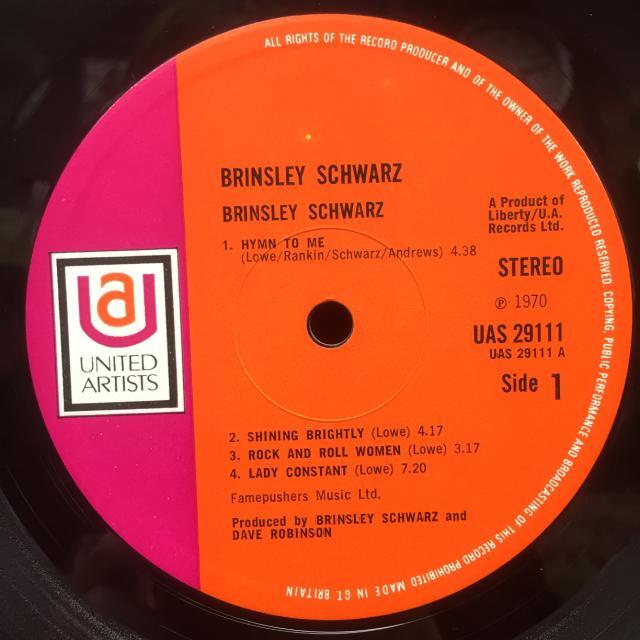 ALL RIGHTS OF THE RECORD PRODUCER AND OF THE OWNER OF THE WORK REPRODUCED RESERVED. COPYING, PUBLIC PERFORMANCE AND BROADCASTING OF THIS RECORD PROHIBITED MADE IN GT. BRITAIN
BRINSLEY SCHWARZ
BRINSLEY SCHWARZ
1. HYMN TO ME
(Lowe/Rankin/Schwarz/Andrews) 4.38
A Product of
Liberty/U.A.
Records Ltd.
STEREO
℗ 1970
UAS 29111
UAS 29111 A
Side 1
ua
UNITED
ARTISTS
2. SHINING BRIGHTLY (Lowe) 4.17
3. ROCK AND ROLL WOMEN (Lowe) 3.17
4. LADY CONSTANT (Lowe) 7.20
Famepushers Music Ltd.
Produced by BRINSLEY SCHWARZ and
DAVE ROBINSON